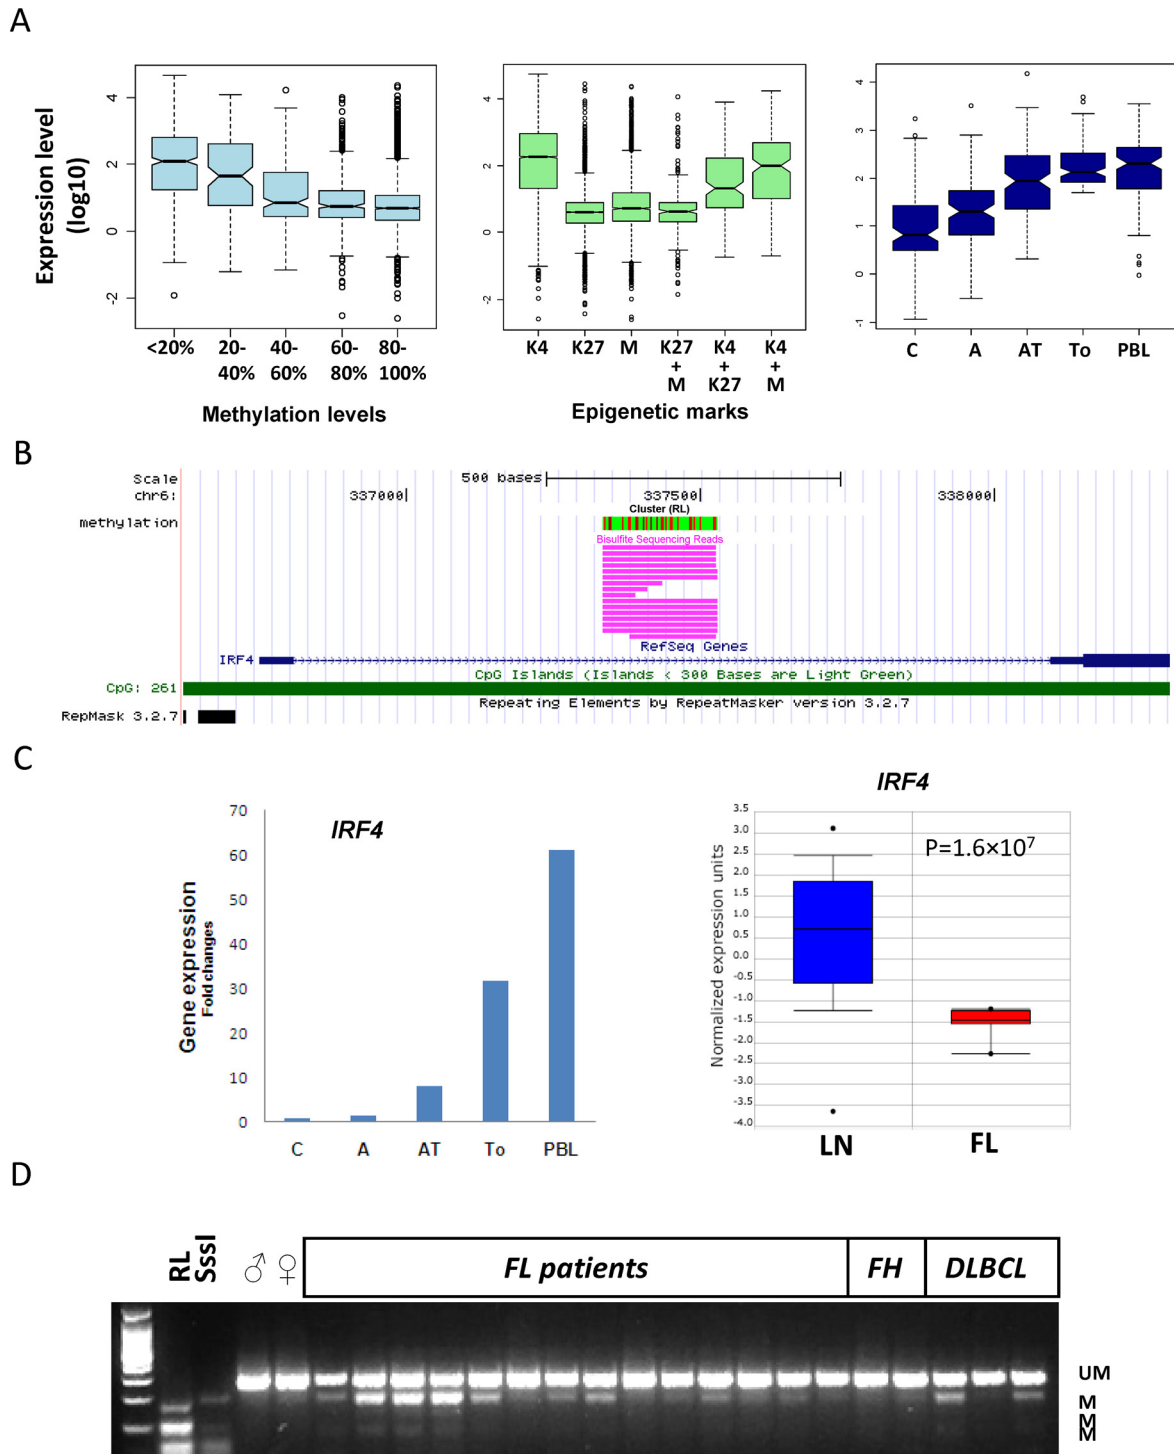 A
Expression level
(log10)
4
2
0
-2
<20%
20-
40%
40-
60%
60-
80%
80-
100%
Methylation levels
4
2
0
-2
K4
K27
M
K27
+
M
K4
+
K27
K4
+
M
Epigenetic marks
4
3
2
1
0
-1
C
A
AT
To
PBL
B
Scale
500 bases
chr6:
337000
337500
338000
Cluster (RL)
methylation
Bisulfite Sequencing Reads
RefSeq Genes
IRF4
CpG Islands (Islands < 300 Bases are Light Green)
CpG: 261
Repeating Elements by RepeatMasker version 3.2.7
RepMask 3.2.7
C
IRF4
Gene expression
Fold changes
70
60
50
40
30
20
10
0
C
A
AT
To
PBL
IRF4
Normalized expression units
3.5
3.0
2.5
2.0
1.5
1.0
0.5
0.0
-0.5
-1.0
-1.5
-2.0
-2.5
-3.0
-3.5
-4.0
P=1.6×10⁷
LN
FL
D
RL
SssI
♂
♀
FL patients
FH
DLBCL
UM
M
M
M